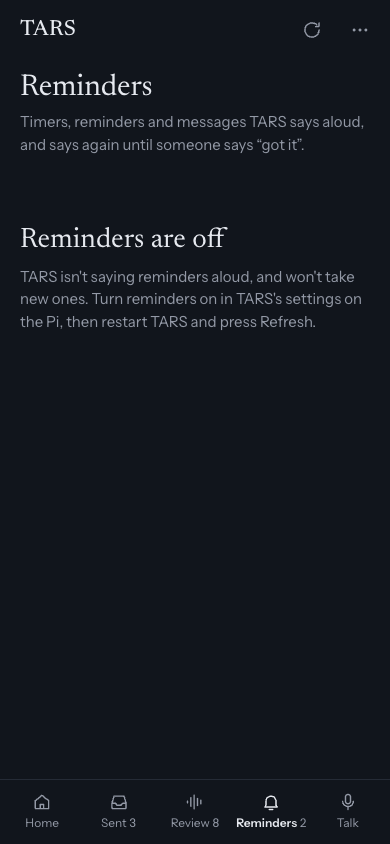 TARS
Reminders
Timers, reminders and messages TARS says aloud,
and says again until someone says “got it”.
Reminders are off
TARS isn't saying reminders aloud, and won't take
new ones. Turn reminders on in TARS's settings on
the Pi, then restart TARS and press Refresh.
Home
Sent 3
Review 8
Reminders 2
Talk